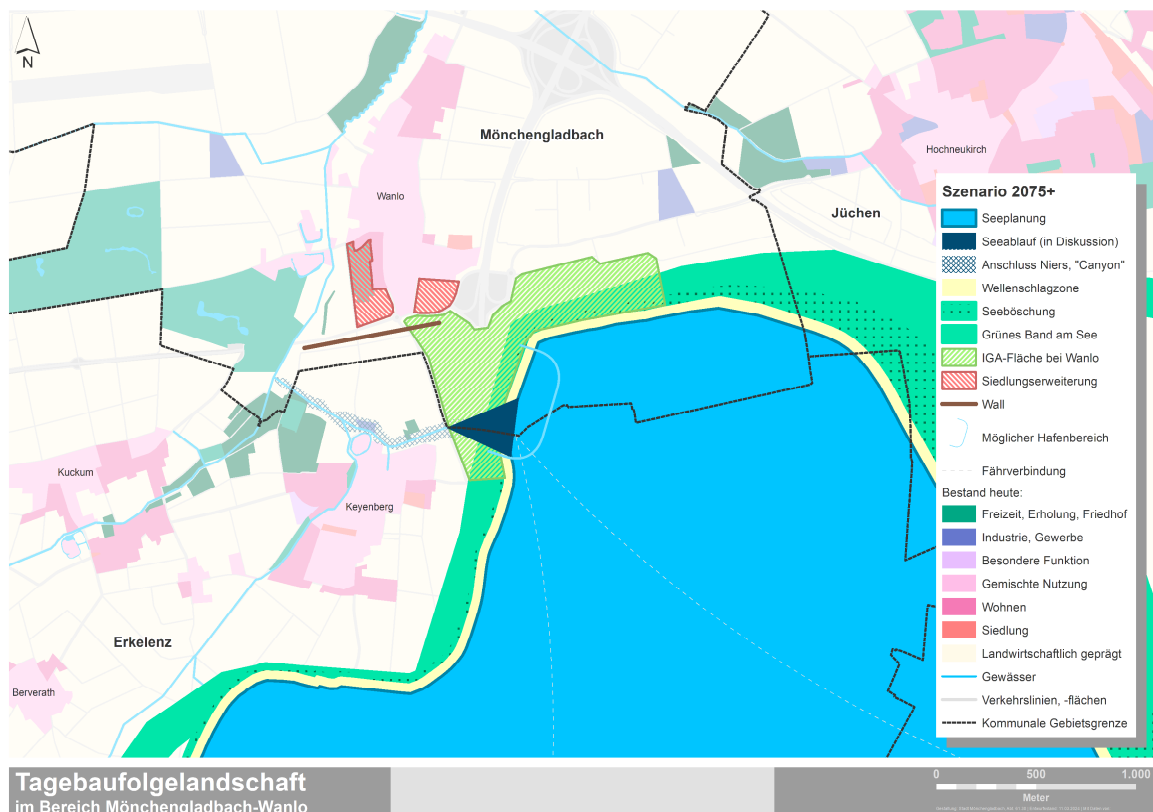 N
Mönchengladbach
Hochneukirch
Wanlo
Jüchen
Kuckum
Keyenberg
Erkelenz
Berverath
Szenario 2075+
Seeplanung
Seeablauf (in Diskussion)
Anschluss Niers, "Canyon"
Wellenschlagzone
Seeböschung
Grünes Band am See
IGA-Fläche bei Wanlo
Siedlungserweiterung
Wall
Möglicher Hafenbereich
Fährverbindung
Bestand heute:
Freizeit, Erholung, Friedhof
Industrie, Gewerbe
Besondere Funktion
Gemischte Nutzung
Wohnen
Siedlung
Landwirtschaftlich geprägt
Gewässer
Verkehrslinien, -flächen
Kommunale Gebietsgrenze
Tagebaufolgelandschaft
im Bereich Mönchengladbach-Wanlo
0 500 1.000
Meter